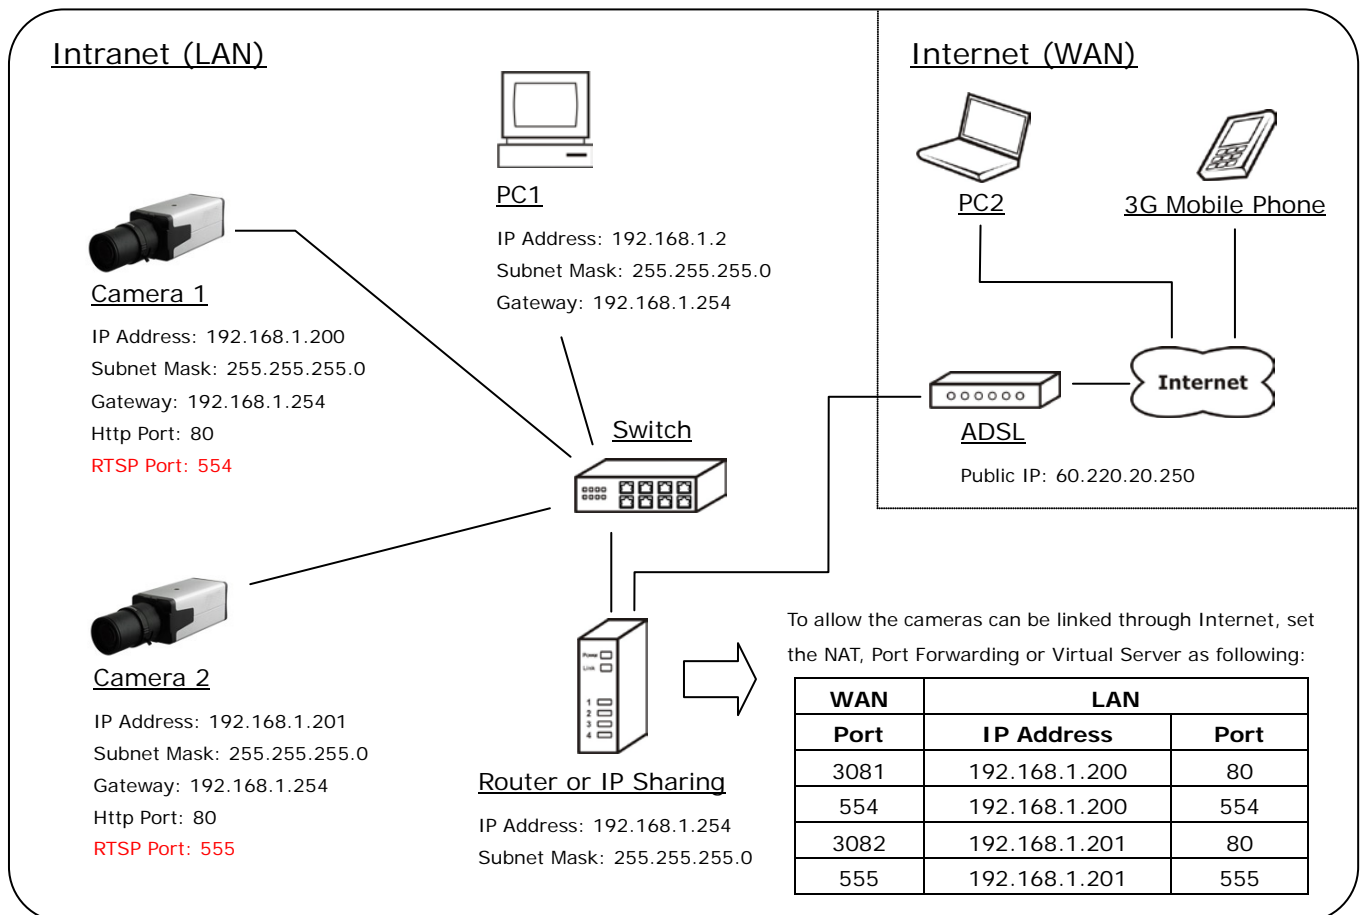 Intranet (LAN)
Internet (WAN)
PC1
IP Address: 192.168.1.2
Subnet Mask: 255.255.255.0
Gateway: 192.168.1.254
PC2
3G Mobile Phone
Camera 1
IP Address: 192.168.1.200
Subnet Mask: 255.255.255.0
Gateway: 192.168.1.254
Http Port: 80
RTSP Port: 554
Internet
ADSL
Public IP: 60.220.20.250
Switch
Camera 2
IP Address: 192.168.1.201
Subnet Mask: 255.255.255.0
Gateway: 192.168.1.254
Http Port: 80
RTSP Port: 555
Power
Link
1
2
3
4
Router or IP Sharing
IP Address: 192.168.1.254
Subnet Mask: 255.255.255.0
To allow the cameras can be linked through Internet, set
the NAT, Port Forwarding or Virtual Server as following:
WAN LAN
Port IP Address Port
3081 192.168.1.200 80
554 192.168.1.200 554
3082 192.168.1.201 80
555 192.168.1.201 555